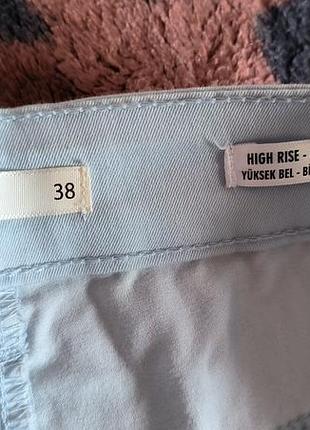 38
HIGH RISE -
YÜKSEK BEL -